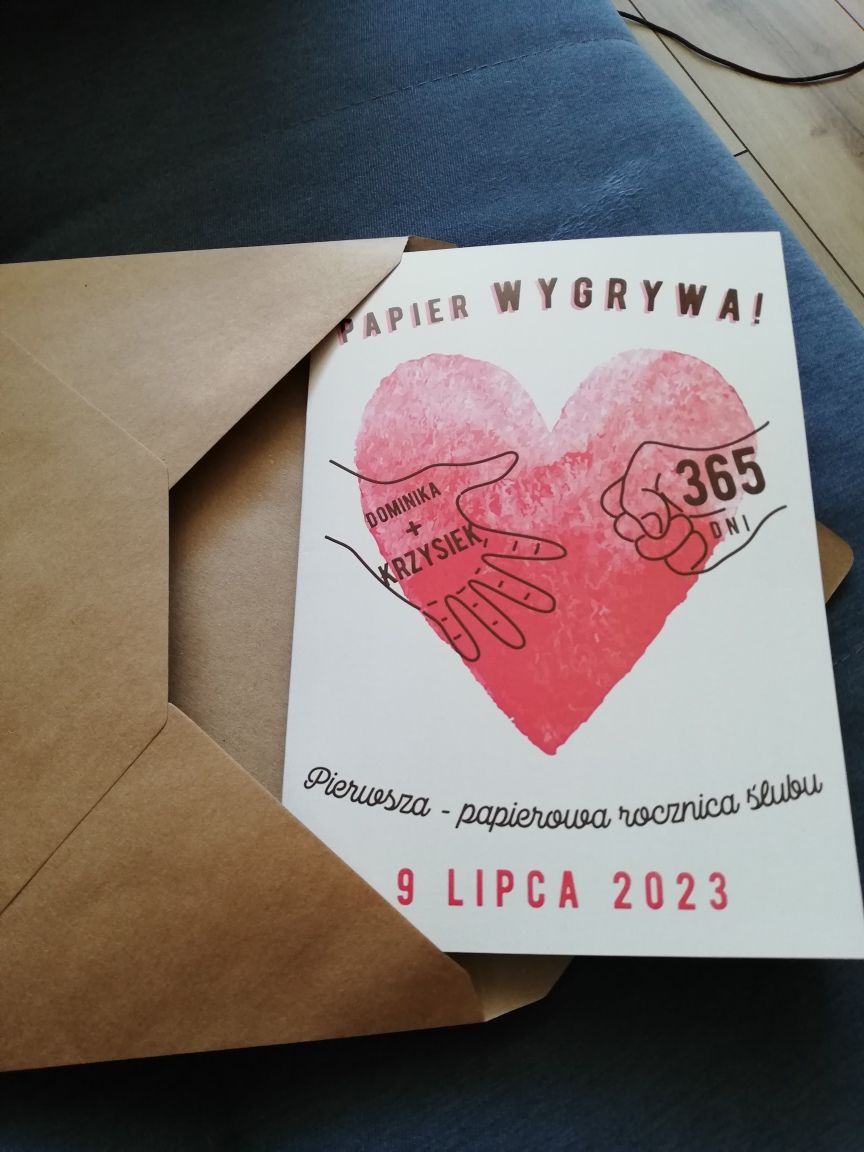 PAPIER WYGRYWA!
DOMINIKA
+
KRZYSIEK
365
DNI
Pierwsza - papierowa rocznica ślubu
9 LIPCA 2023